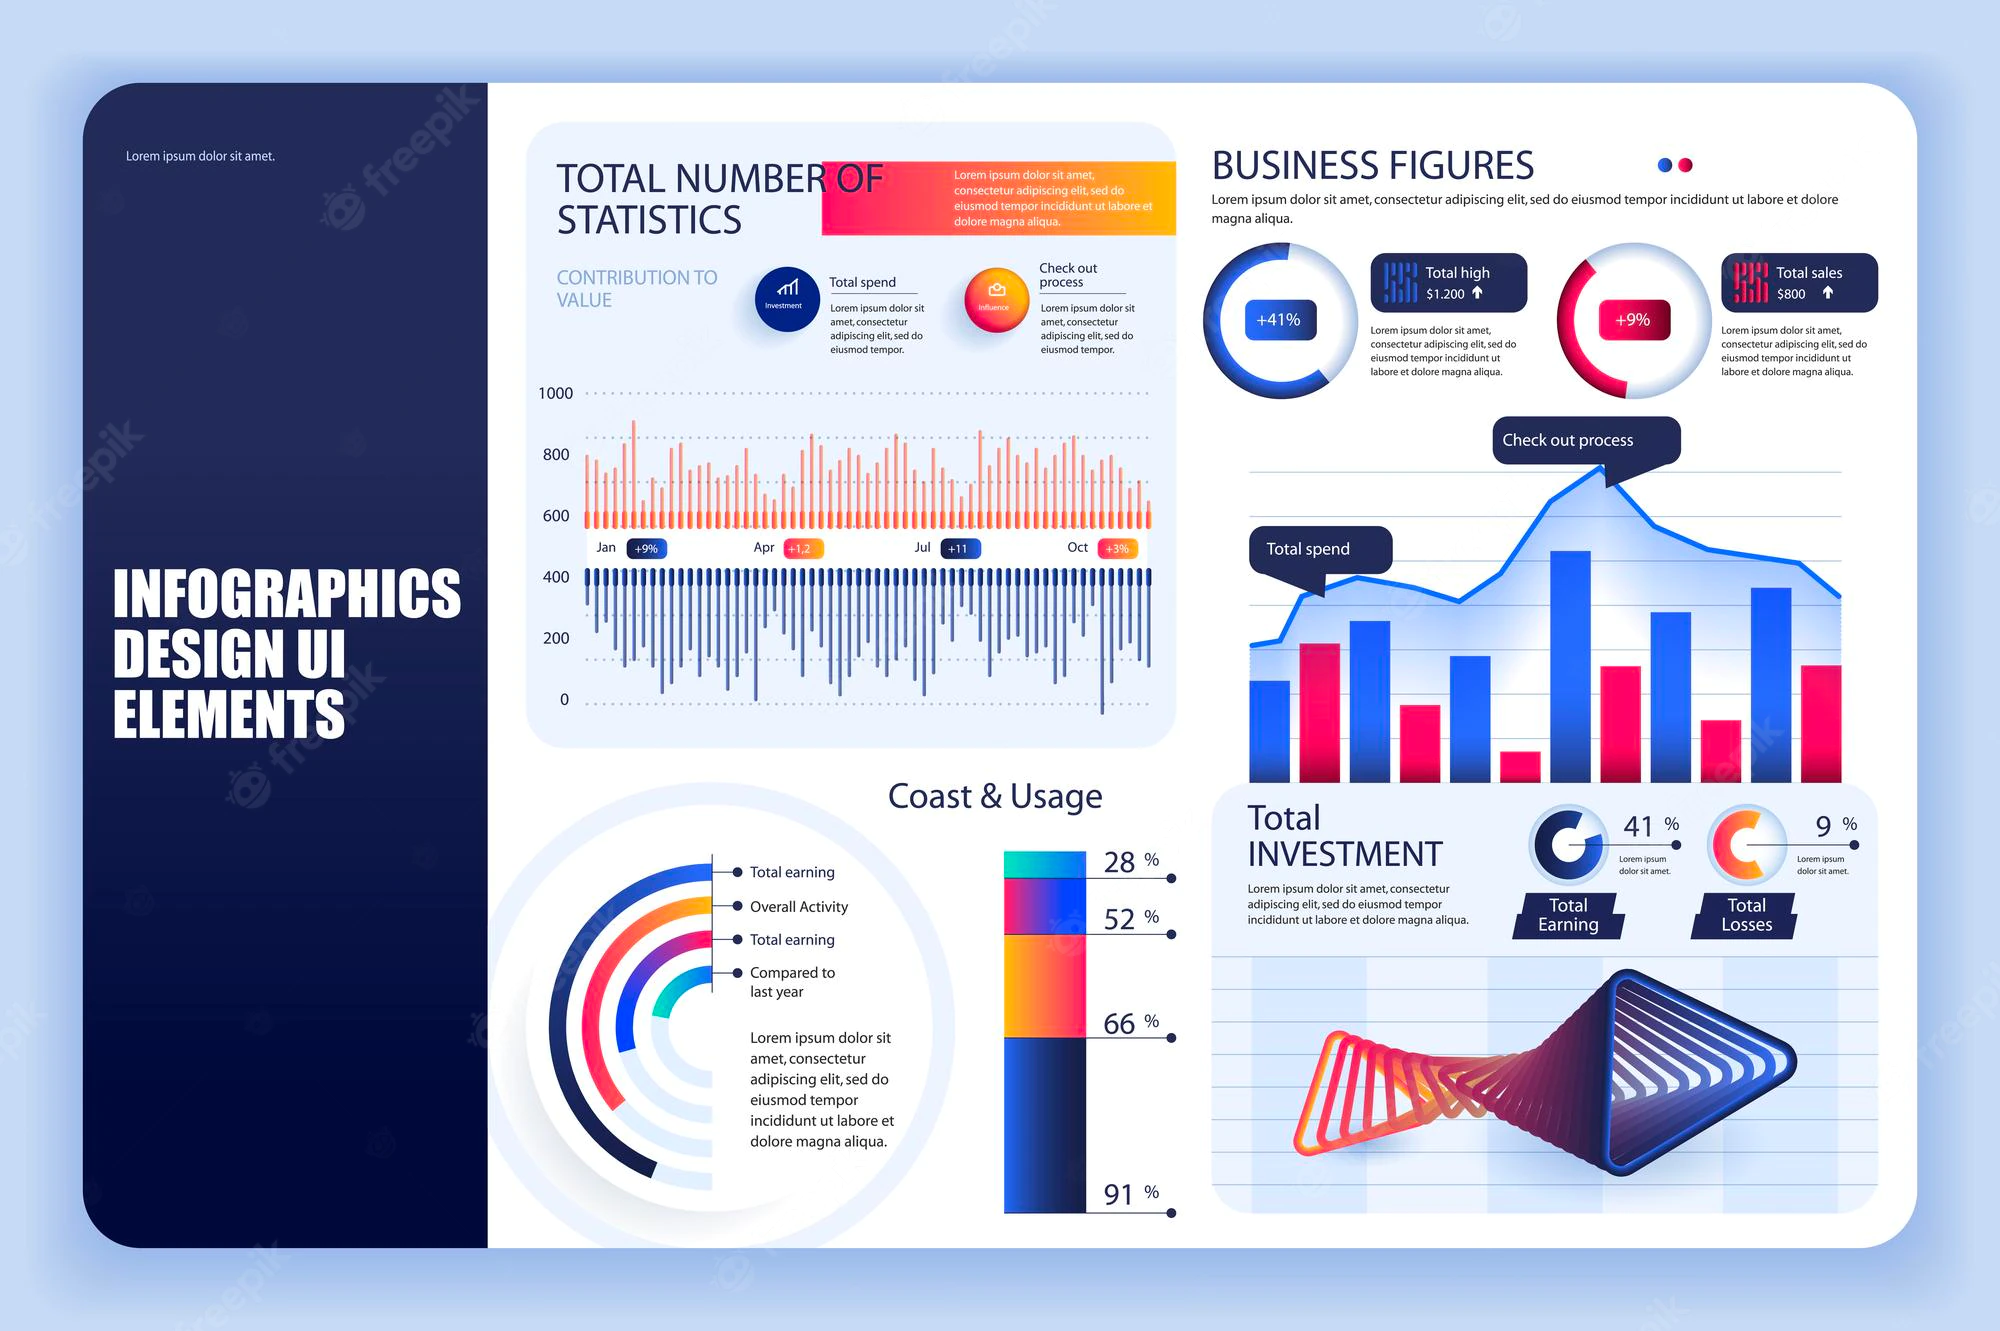 Lorem ipsum dolor sit amet.
INFOGRAPHICS
DESIGN UI
ELEMENTS
TOTAL NUMBER OF
STATISTICS
Lorem ipsum dolor sit amet,
consectetur adipiscing elit, sed do
eiusmod tempor incididunt ut labore et
dolore magna aliqua.
CONTRIBUTION TO
VALUE
Investment
Total spend
Lorem ipsum dolor sit
amet, consectetur
adipiscing elit, sed do
eiusmod tempor.
Influence
Check out
process
Lorem ipsum dolor sit
amet, consectetur
adipiscing elit, sed do
eiusmod tempor.
1000
800
600
Jan +9% Apr +1,2 Jul +11 Oct +3%
400
200
0
Coast & Usage
Total earning
Overall Activity
Total earning
Compared to
last year
Lorem ipsum dolor sit
amet, consectetur
adipiscing elit, sed do
eiusmod tempor
incididunt ut labore et
dolore magna aliqua.
28 %
52 %
66 %
91 %
BUSINESS FIGURES
Lorem ipsum dolor sit amet, consectetur adipiscing elit, sed do eiusmod tempor incididunt ut labore et dolore
magna aliqua.
+41%
Total high
$1.200
Lorem ipsum dolor sit amet,
consectetur adipiscing elit, sed do
eiusmod tempor incididunt ut
labore et dolore magna aliqua.
+9%
Total sales
$800
Lorem ipsum dolor sit amet,
consectetur adipiscing elit, sed do
eiusmod tempor incididunt ut
labore et dolore magna aliqua.
Check out process
Total spend
Total
INVESTMENT
Lorem ipsum dolor sit amet, consectetur
adipiscing elit, sed do eiusmod tempor
incididunt ut labore et dolore magna aliqua.
41 %
Lorem ipsum
dolor sit amet.
Total
Earning
9 %
Lorem ipsum
dolor sit amet.
Total
Losses
freepik
freepik
freepik
freepik